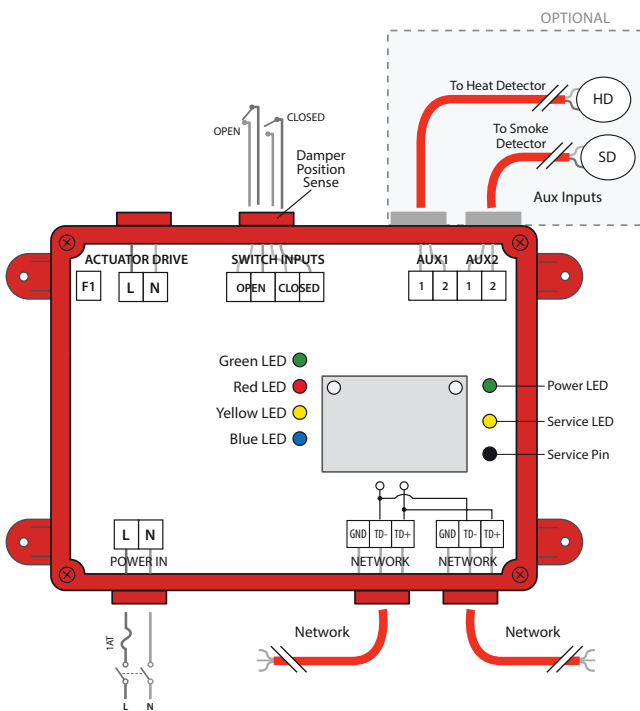 OPTIONAL
To Heat Detector
HD
To Smoke
Detector
SD
Aux Inputs
OPEN
CLOSED
Damper
Position
Sense
ACTUATOR DRIVE
SWITCH INPUTS
AUX1
AUX2
F1
L
N
OPEN
CLOSED
1
2
1
2
Green LED
Red LED
Yellow LED
Blue LED
Power LED
Service LED
Service Pin
L
N
POWER IN
GND
TD-
TD+
NETWORK
GND
TD-
TD+
NETWORK
1AT
L
N
Network
Network